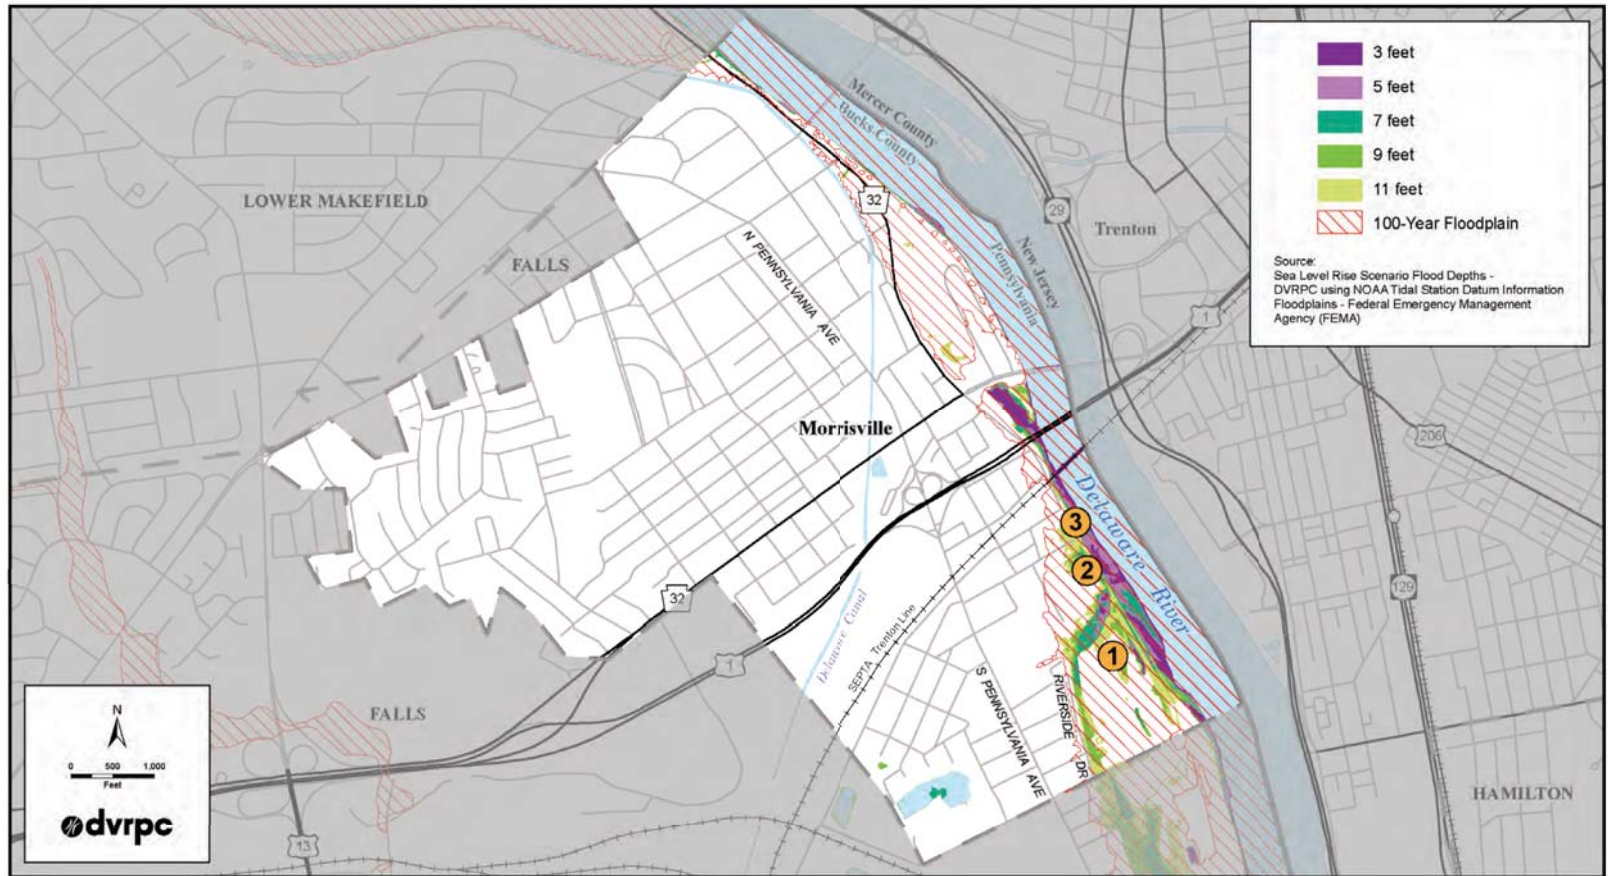 3 feet
5 feet
7 feet
9 feet
11 feet
100-Year Floodplain
Source:
Sea Level Rise Scenario Flood Depths -
DVRPC using NOAA Tidal Station Datum Information
Floodplains - Federal Emergency Management
Agency (FEMA)
Mercer County
Bucks County
LOWER MAKEFIELD
32
29
Trenton
FALLS
N PENNSYLVANIA AVE
New Jersey
Pennsylvania
1
Morrisville
206
Delaware River
3
2
129
32
Delaware Canal
SEPTA Trenton Line
1
1
S PENNSYLVANIA AVE
RIVERSIDE DR
FALLS
N
0 500 1,000
Feet
dvrpc
13
HAMILTON